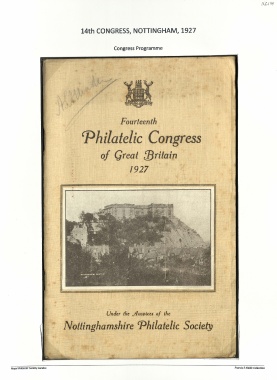 14th CONGRESS, NOTTINGHAM, 1927
Congress Programme
Fourteenth
Philatelic Congress
of Great Britain
1927
Under the Auspices of the
Nottinghamshire Philatelic Society